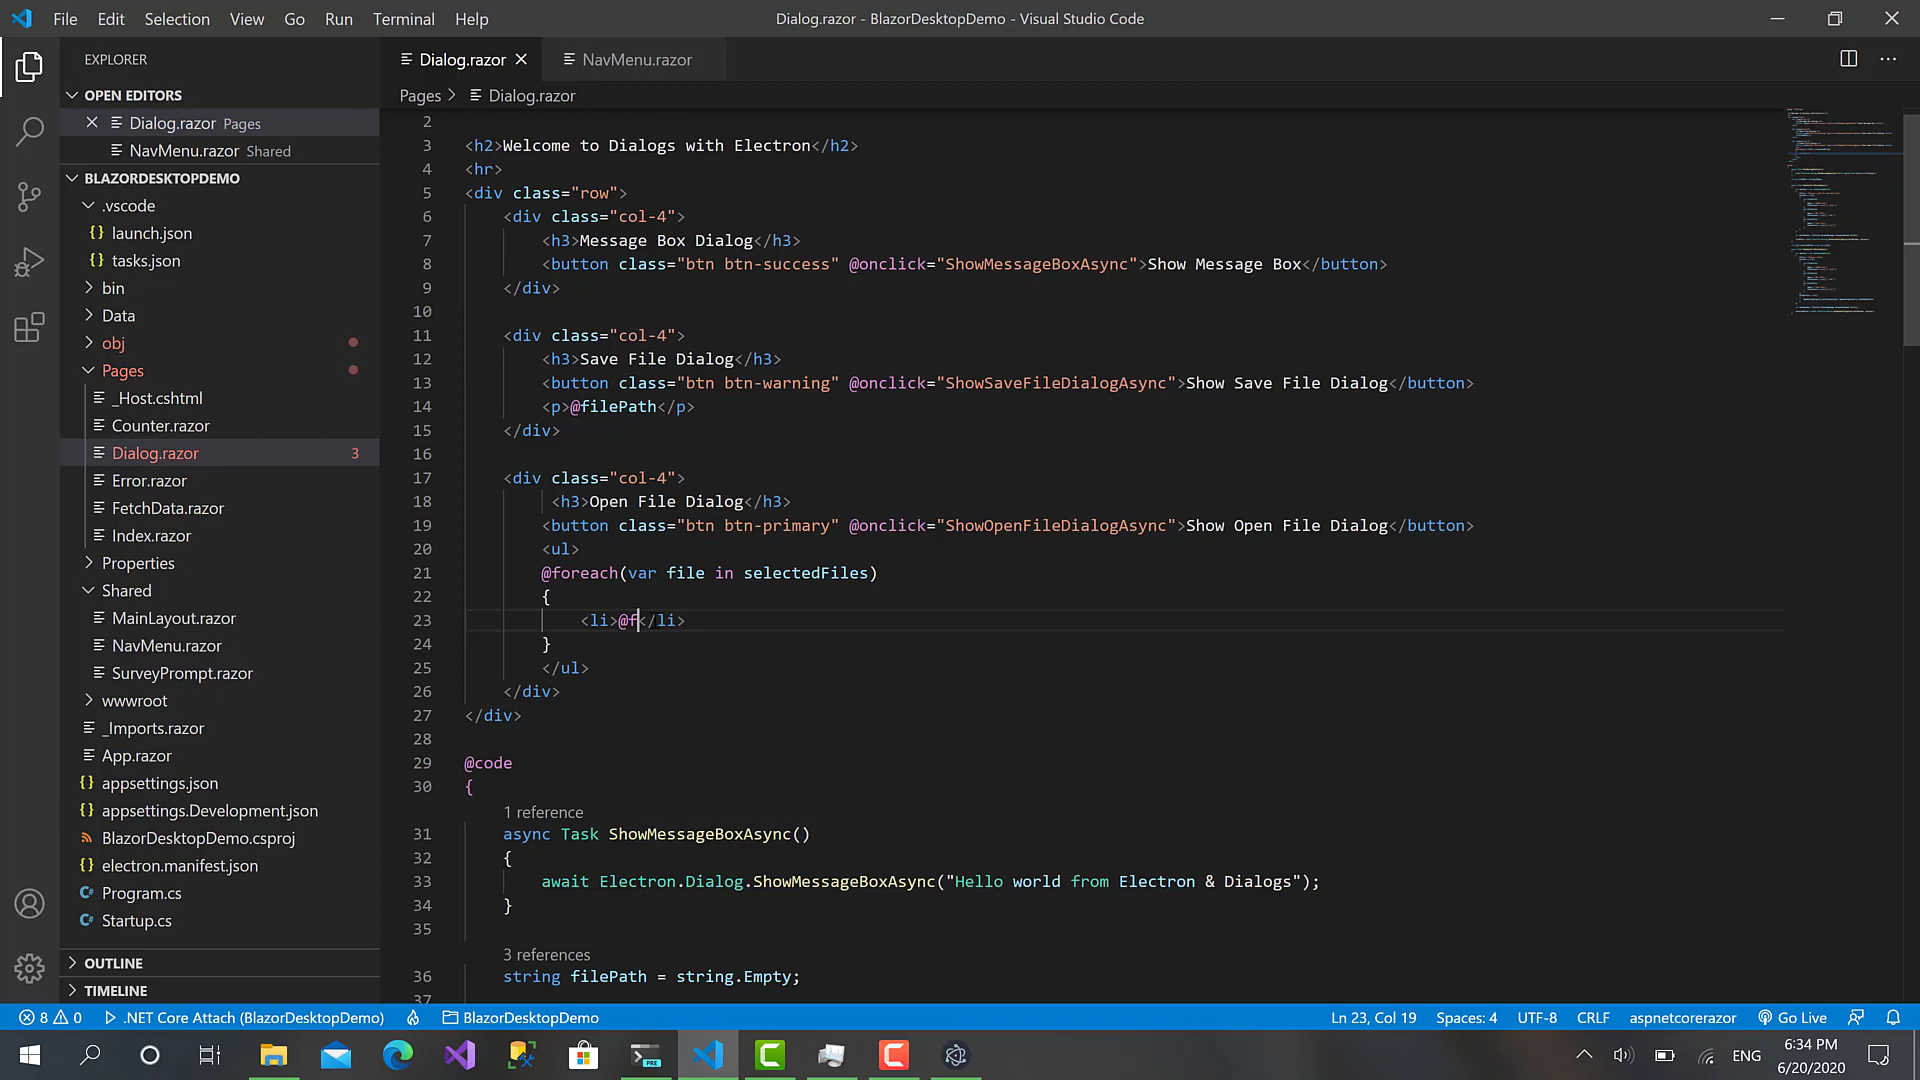 File Edit Selection View Go Run Terminal Help
Dialog.razor - BlazorDesktopDemo - Visual Studio Code
EXPLORER
OPEN EDITORS
Dialog.razor Pages
NavMenu.razor Shared
BLAZORDESKTOPDEMO
.vscode
{} launch.json
{} tasks.json
bin
Data
obj
Pages
_Host.cshtml
Counter.razor
Dialog.razor 3
Error.razor
FetchData.razor
Index.razor
Properties
Shared
MainLayout.razor
NavMenu.razor
SurveyPrompt.razor
wwwroot
_Imports.razor
App.razor
{} appsettings.json
{} appsettings.Development.json
BlazorDesktopDemo.csproj
{} electron.manifest.json
C# Program.cs
C# Startup.cs
OUTLINE
TIMELINE
Dialog.razor
NavMenu.razor
Pages > Dialog.razor
2
3 <h2>Welcome to Dialogs with Electron</h2>
4 <hr>
5 <div class="row">
6 <div class="col-4">
7 <h3>Message Box Dialog</h3>
8 <button class="btn btn-success" @onclick="ShowMessageBoxAsync">Show Message Box</button>
9 </div>
10
11 <div class="col-4">
12 <h3>Save File Dialog</h3>
13 <button class="btn btn-warning" @onclick="ShowSaveFileDialogAsync">Show Save File Dialog</button>
14 <p>@filePath</p>
15 </div>
16
17 <div class="col-4">
18 <h3>Open File Dialog</h3>
19 <button class="btn btn-primary" @onclick="ShowOpenFileDialogAsync">Show Open File Dialog</button>
20 <ul>
21 @foreach(var file in selectedFiles)
22 {
23 <li>@f</li>
24 }
25 </ul>
26 </div>
27 </div>
28
29 @code
30 {
1 reference
31 async Task ShowMessageBoxAsync()
32 {
33 await Electron.Dialog.ShowMessageBoxAsync("Hello world from Electron & Dialogs");
34 }
35
3 references
36 string filePath = string.Empty;
37
8 0 .NET Core Attach (BlazorDesktopDemo) BlazorDesktopDemo
Ln 23, Col 19 Spaces: 4 UTF-8 CRLF aspnetcorerazor Go Live
ENG
6:34 PM
6/20/2020